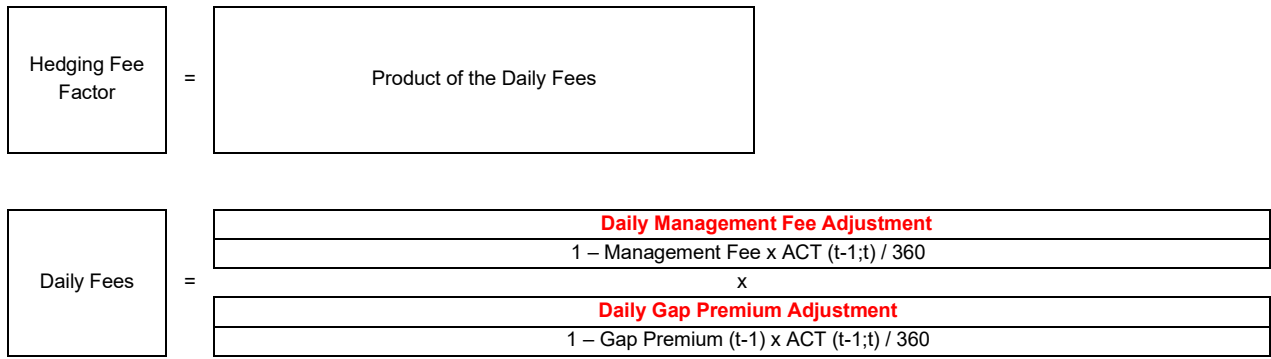 Hedging Fee
Factor
=
Product of the Daily Fees
Daily Fees
=
Daily Management Fee Adjustment
1 – Management Fee x ACT (t-1;t) / 360
x
Daily Gap Premium Adjustment
1 – Gap Premium (t-1) x ACT (t-1;t) / 360